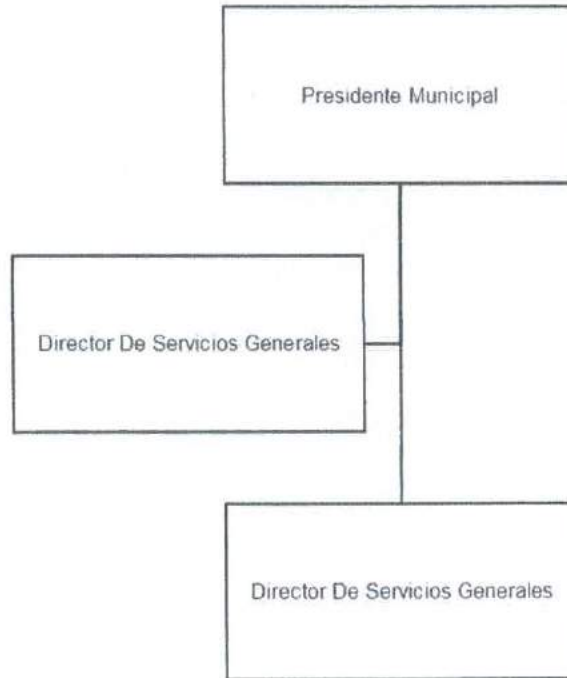 Presidente Municipal
Director De Servicios Generales
Director De Servicios Generales